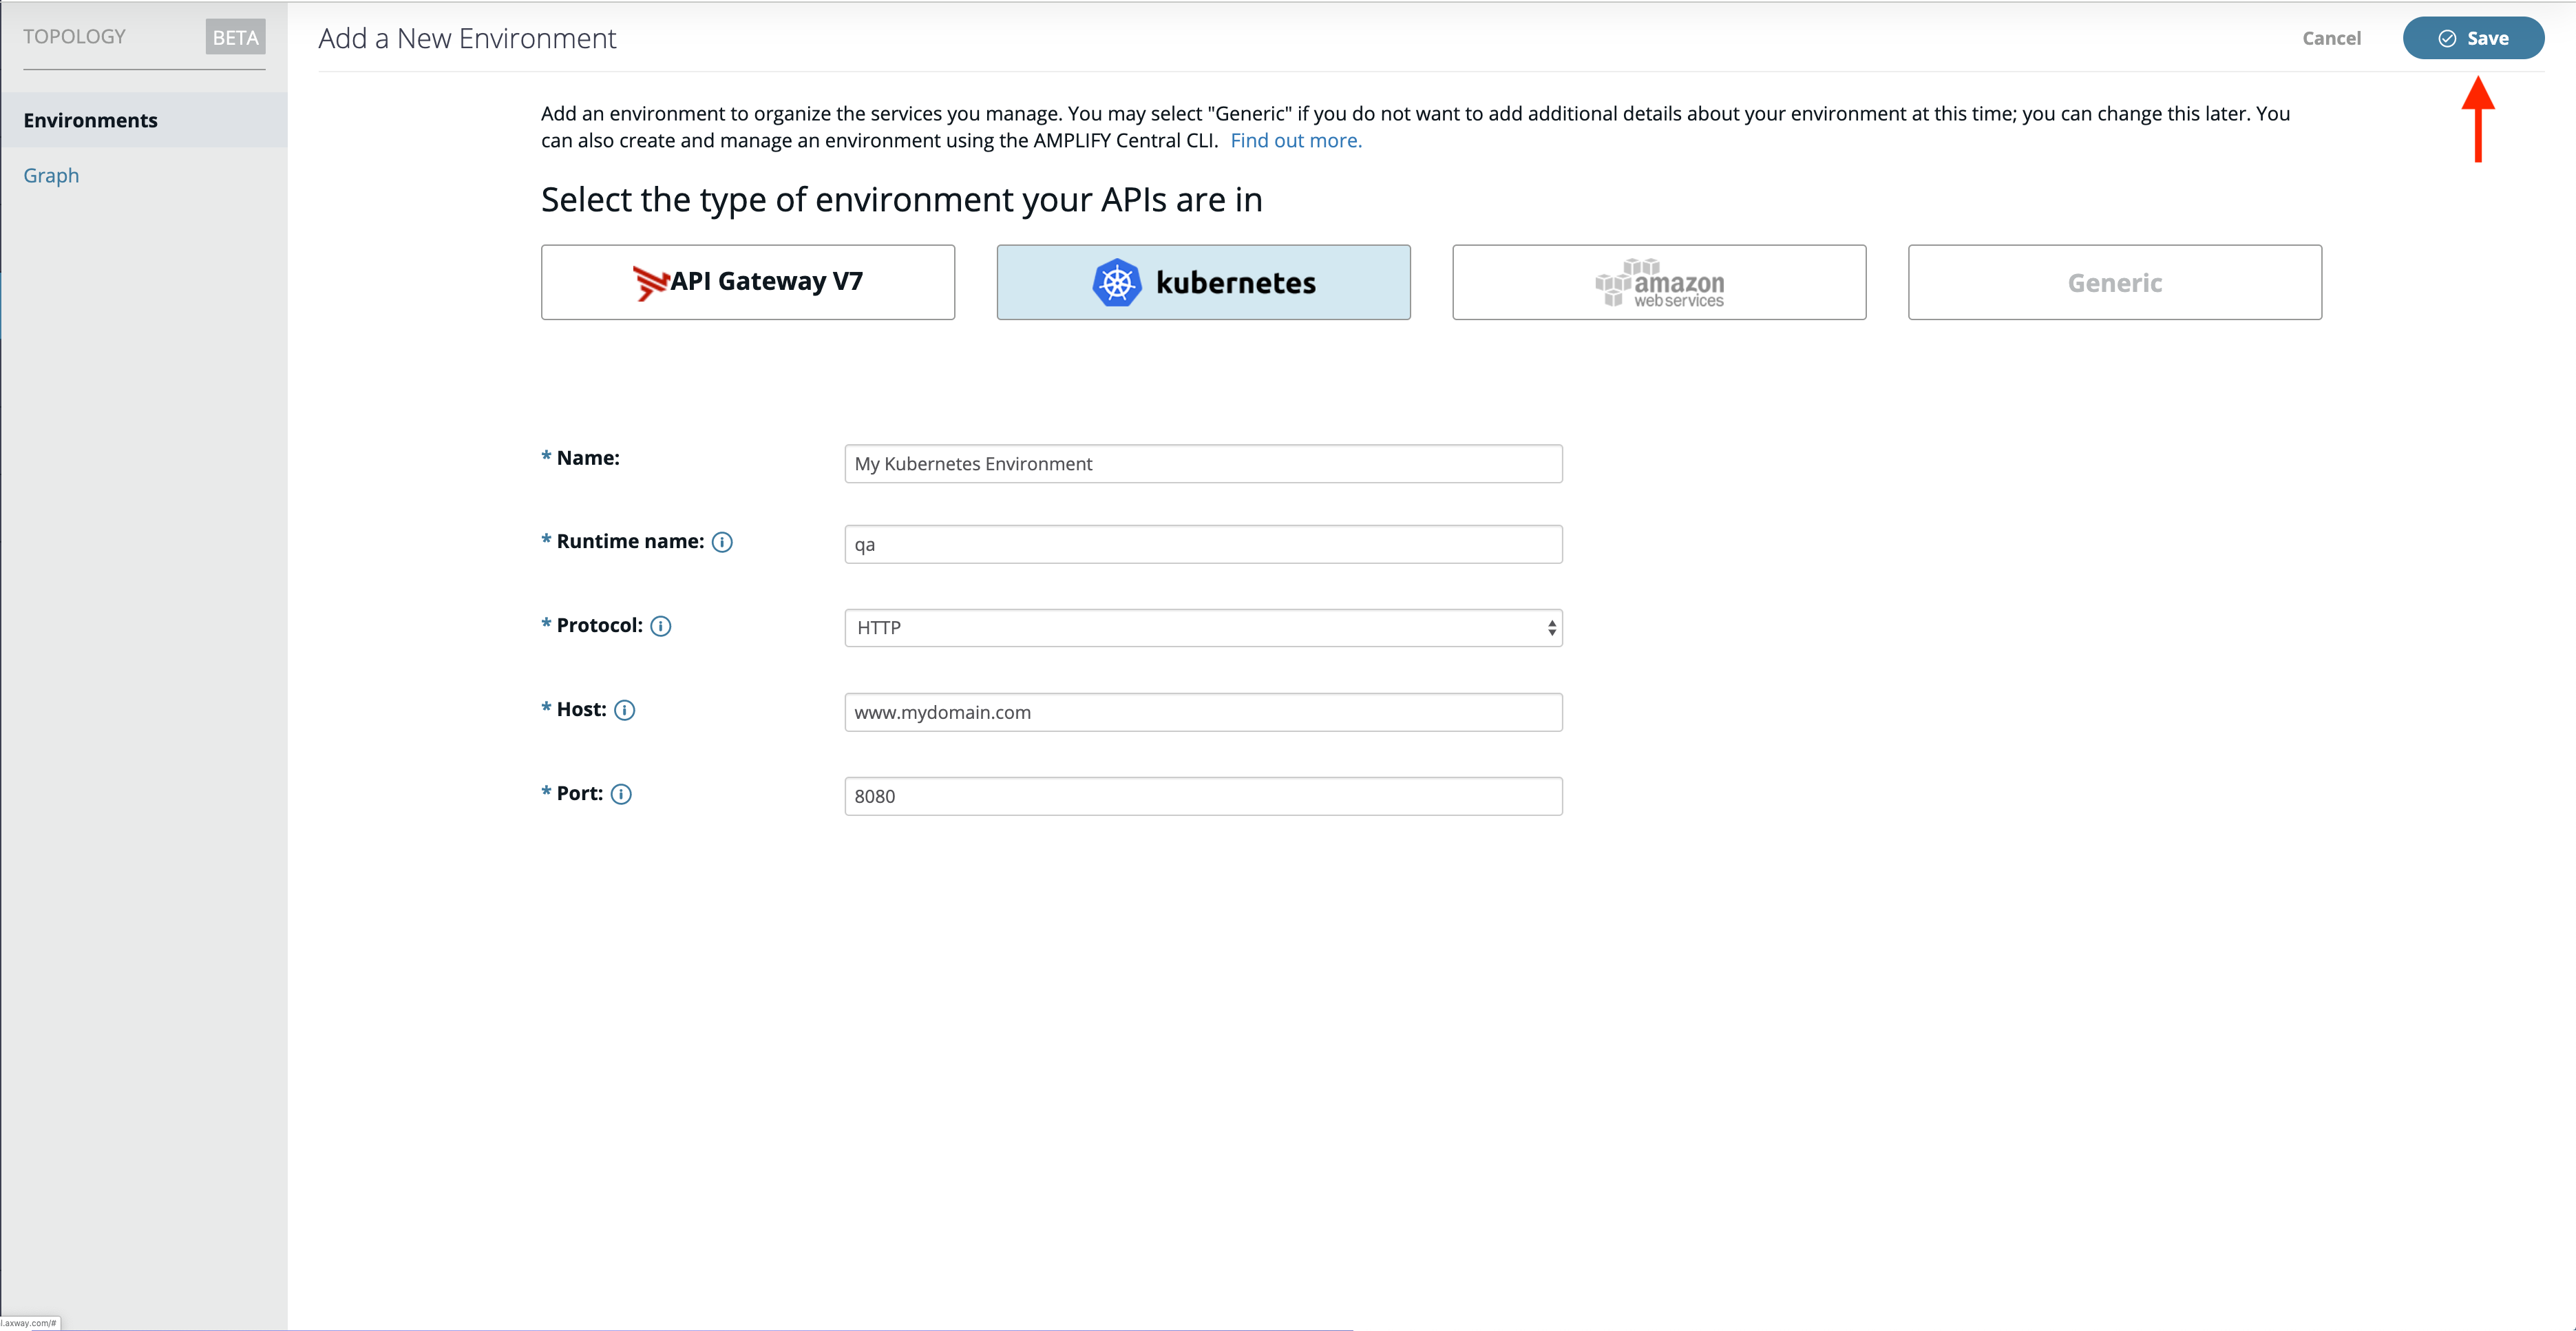 TOPOLOGY BETA
Environments
Graph
Add a New Environment
Cancel
Save
Add an environment to organize the services you manage. You may select "Generic" if you do not want to add additional details about your environment at this time; you can change this later. You
can also create and manage an environment using the AMPLIFY Central CLI. Find out more.
Select the type of environment your APIs are in
API Gateway V7
kubernetes
amazon
webservices
Generic
* Name:
My Kubernetes Environment
* Runtime name:
qa
* Protocol:
HTTP
* Host:
www.mydomain.com
* Port:
8080
l.axway.com/#